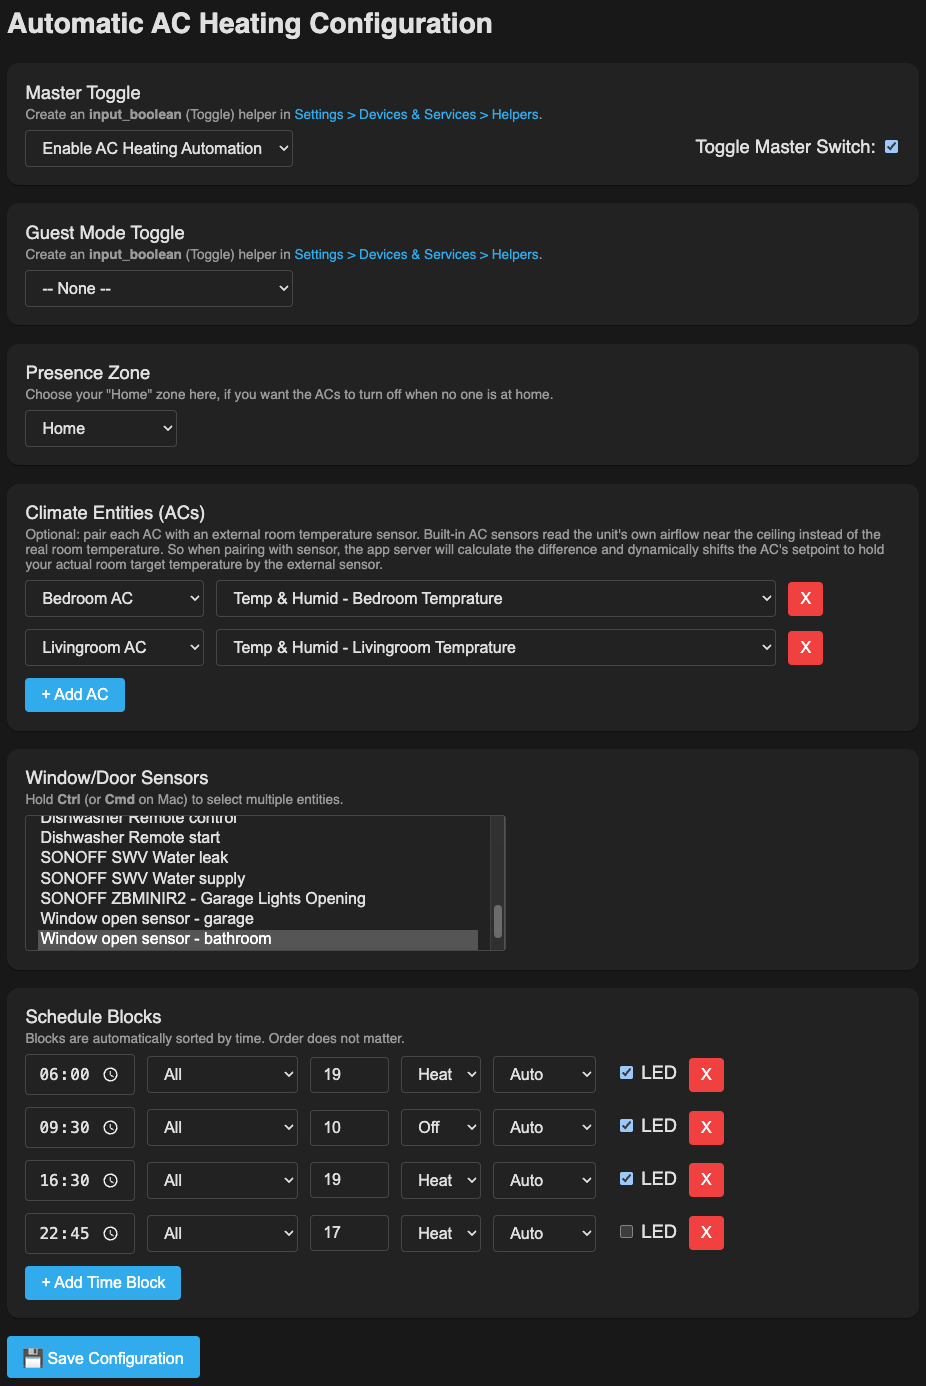 Automatic AC Heating Configuration
Master Toggle
Create an input_boolean (Toggle) helper in Settings > Devices & Services > Helpers.
Enable AC Heating Automation
Toggle Master Switch:
Guest Mode Toggle
Create an input_boolean (Toggle) helper in Settings > Devices & Services > Helpers.
-- None --
Presence Zone
Choose your "Home" zone here, if you want the ACs to turn off when no one is at home.
Home
Climate Entities (ACs)
Optional: pair each AC with an external room temperature sensor. Built-in AC sensors read the unit's own airflow near the ceiling instead of the
real room temperature. So when pairing with sensor, the app server will calculate the difference and dynamically shifts the AC's setpoint to hold
your actual room target temperature by the external sensor.
Bedroom AC Temp & Humid - Bedroom Temprature X
Livingroom AC Temp & Humid - Livingroom Temprature X
+ Add AC
Window/Door Sensors
Hold Ctrl (or Cmd on Mac) to select multiple entities.
Dishwasher Remote control
Dishwasher Remote start
SONOFF SWV Water leak
SONOFF SWV Water supply
SONOFF ZBMINIR2 - Garage Lights Opening
Window open sensor - garage
Window open sensor - bathroom
Schedule Blocks
Blocks are automatically sorted by time. Order does not matter.
06:00 All 19 Heat Auto LED X
09:30 All 10 Off Auto LED X
16:30 All 19 Heat Auto LED X
22:45 All 17 Heat Auto LED X
+ Add Time Block
Save Configuration